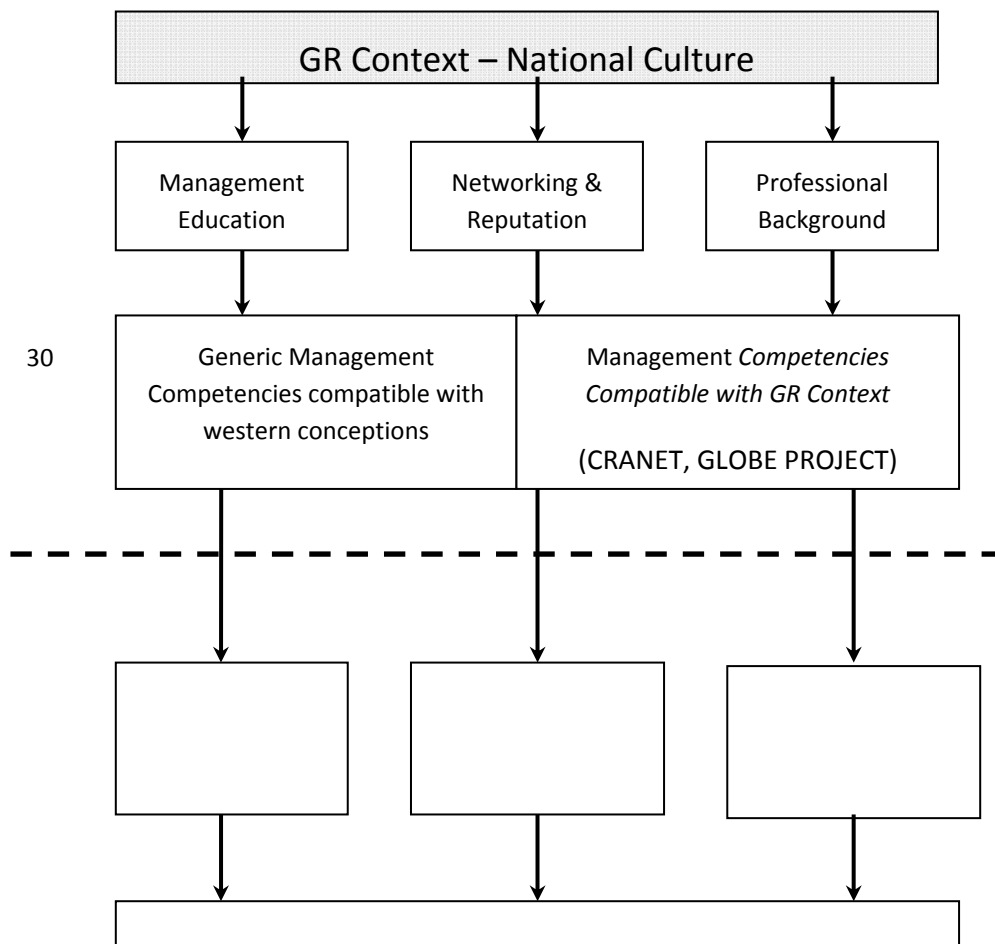 GR Context – National Culture
Management
Education
Networking &
Reputation
Professional
Background
30
Generic Management
Competencies compatible with
western conceptions
Management Competencies
Compatible with GR Context
(CRANET, GLOBE PROJECT)